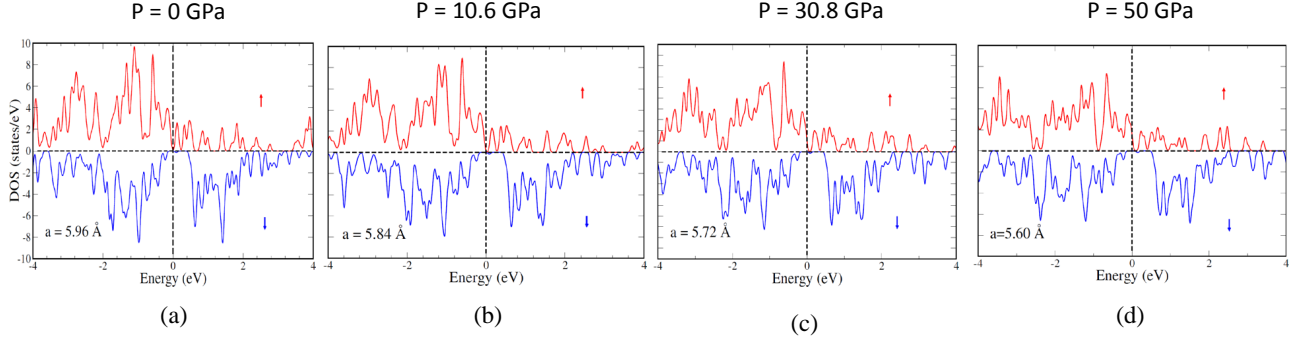 P = 0 GPa
P = 10.6 GPa
P = 30.8 GPa
P = 50 GPa
DOS (states/eV)
10
8
6
4
2
0
-2
-4
-6
-8
-10
a = 5.96 Å
-4 -2 0 2 4
Energy (eV)
(a)
a = 5.84 Å
-4 -2 0 2 4
Energy (eV)
(b)
a = 5.72 Å
-4 -2 0 2 4
Energy (eV)
(c)
a=5.60 Å
-4 -2 0 2 4
Energy (eV)
(d)